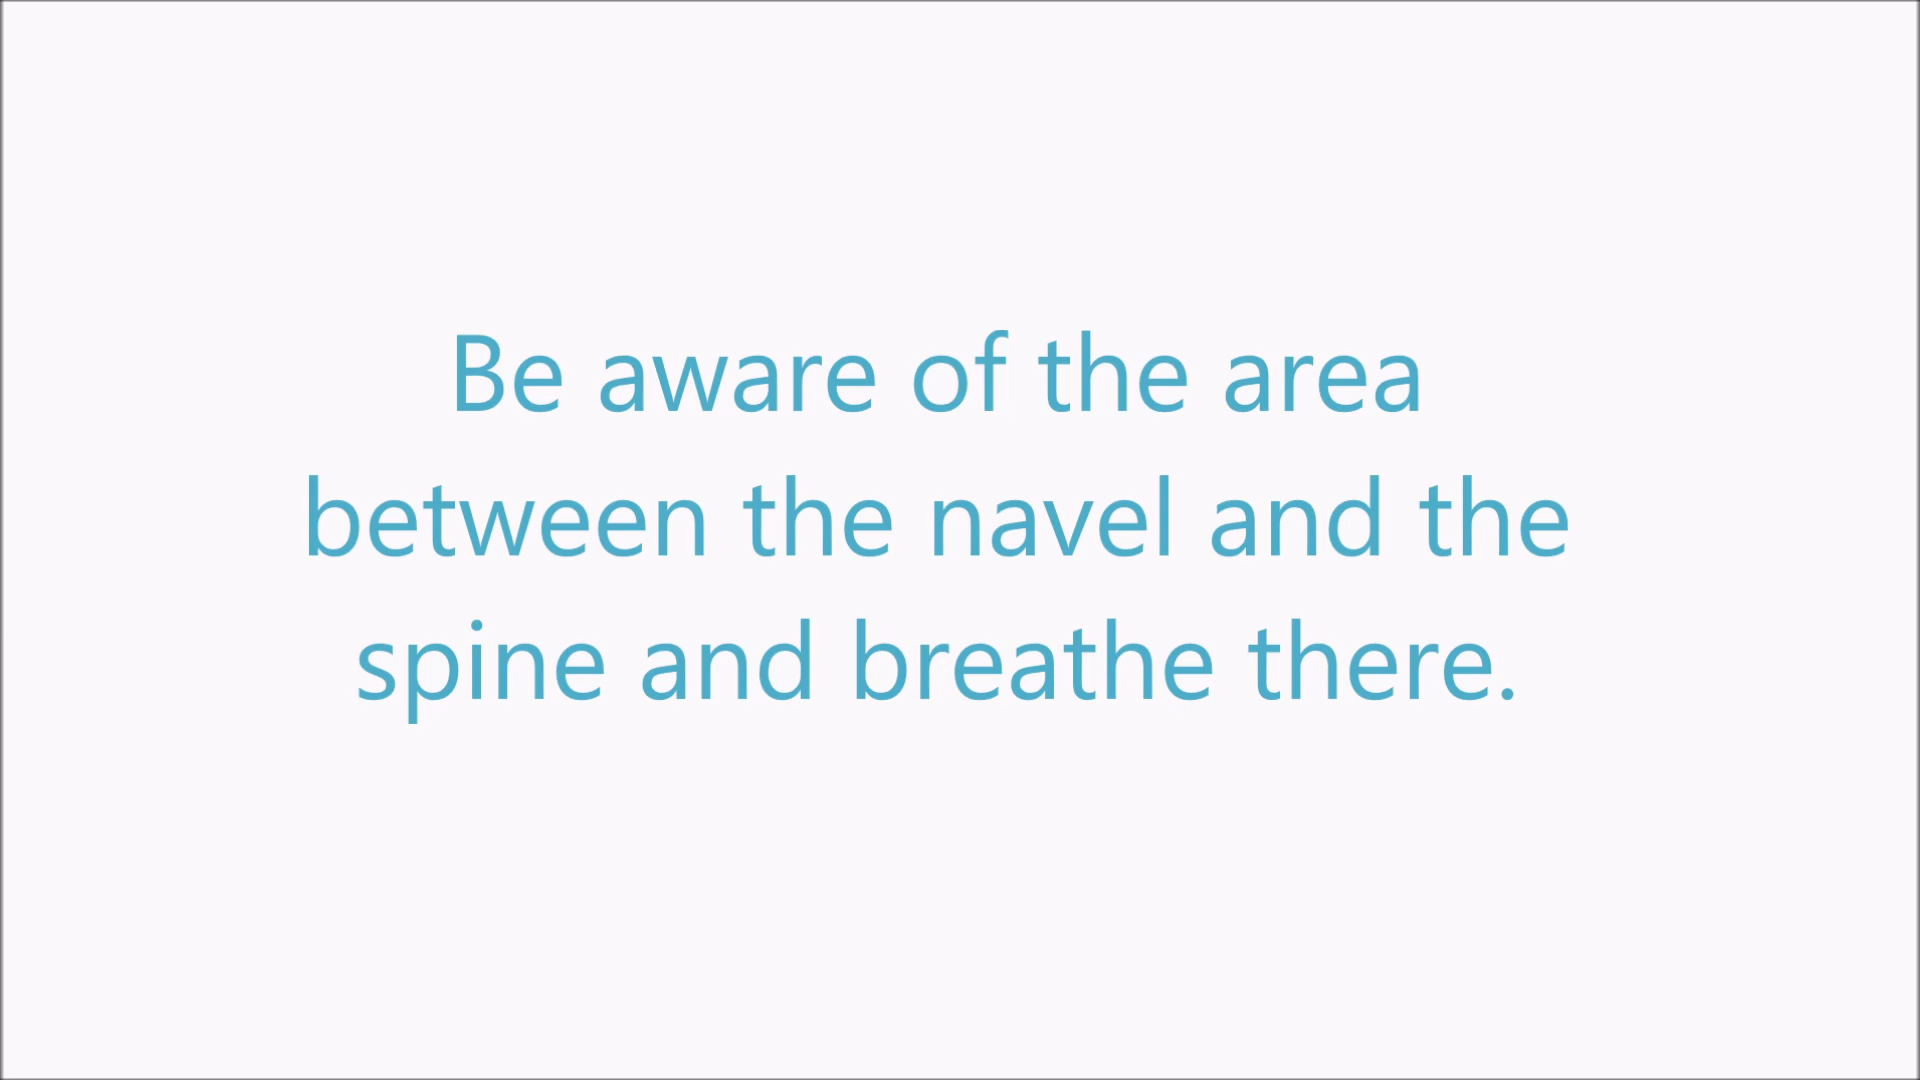 Be aware of the area
between the navel and the
spine and breathe there.